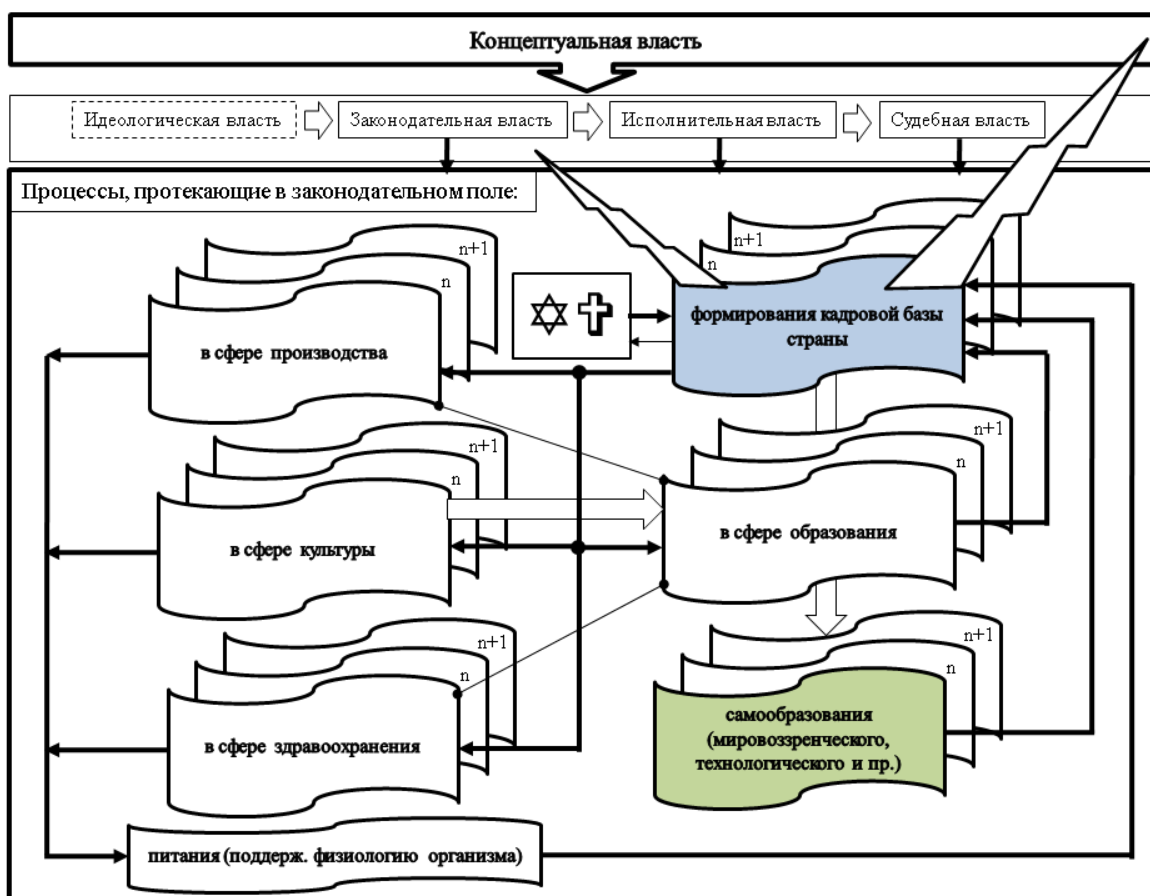 Концептуальная власть
Идеологическая власть
Законодательная власть
Исполнительная власть
Судебная власть
Процессы, протекающие в законодательном поле:
n+1
n
в сфере производства
n+1
n
формирования кадровой базы
страны
n+1
n
в сфере культуры
n+1
n
в сфере образования
n+1
n
в сфере здравоохранения
n+1
n
самообразования
(мировоззренческого,
технологического и пр.)
питания (поддерж. физиологию организма)